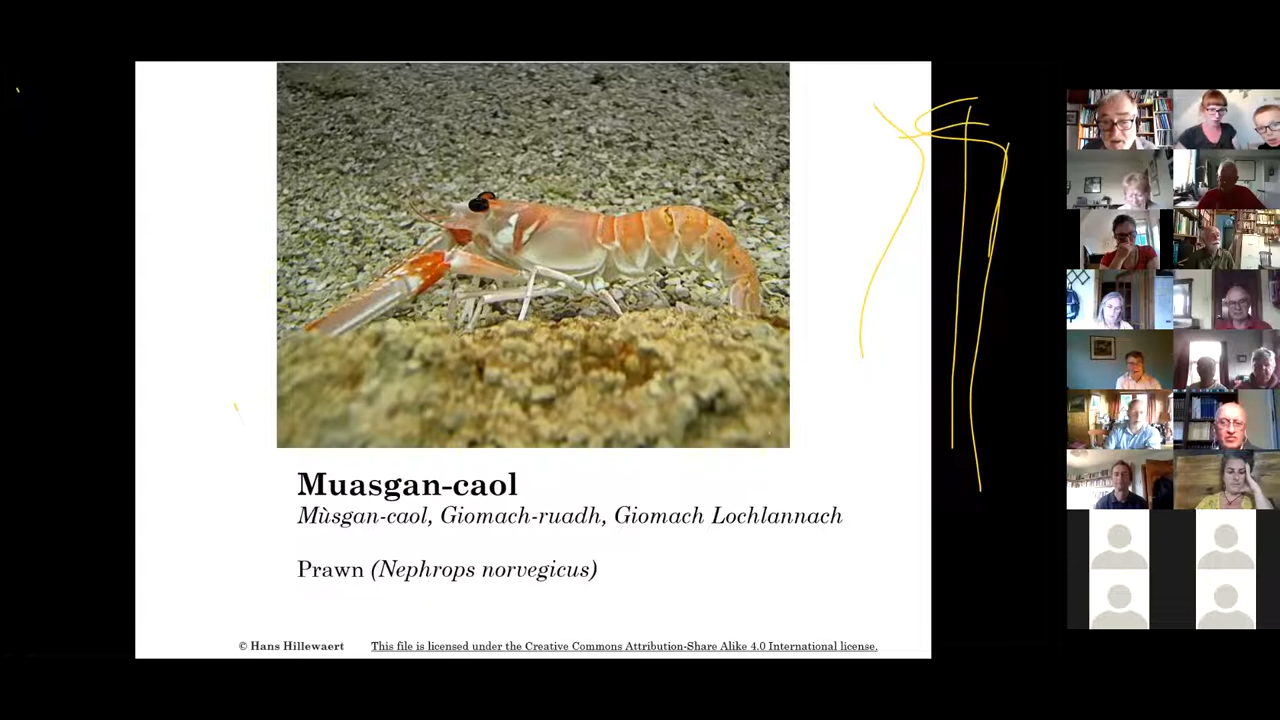 Muasgan-caol
Mùsgan-caol, Giomach-ruadh, Giomach Lochlannach
Prawn (Nephrops norvegicus)
© Hans Hillewaert This file is licensed under the Creative Commons Attribution-Share Alike 4.0 International license.